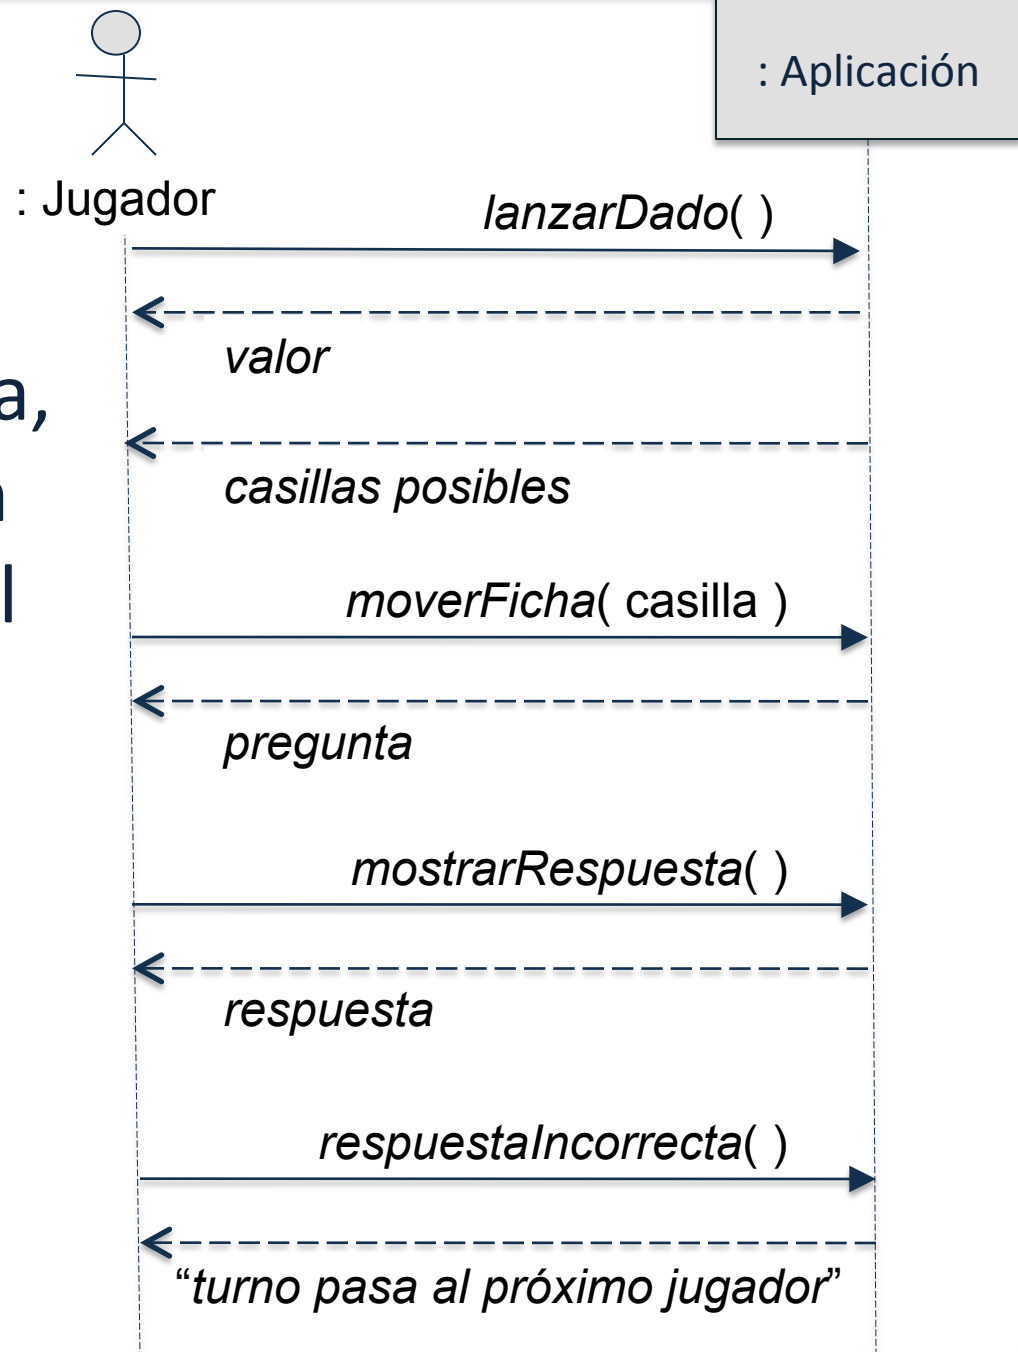 : Aplicación
: Jugador
lanzarDado( )
valor
a,
casillas posibles
l
moverFicha( casilla )
pregunta
mostrarRespuesta( )
respuesta
respuestaIncorrecta( )
“turno pasa al próximo jugador”